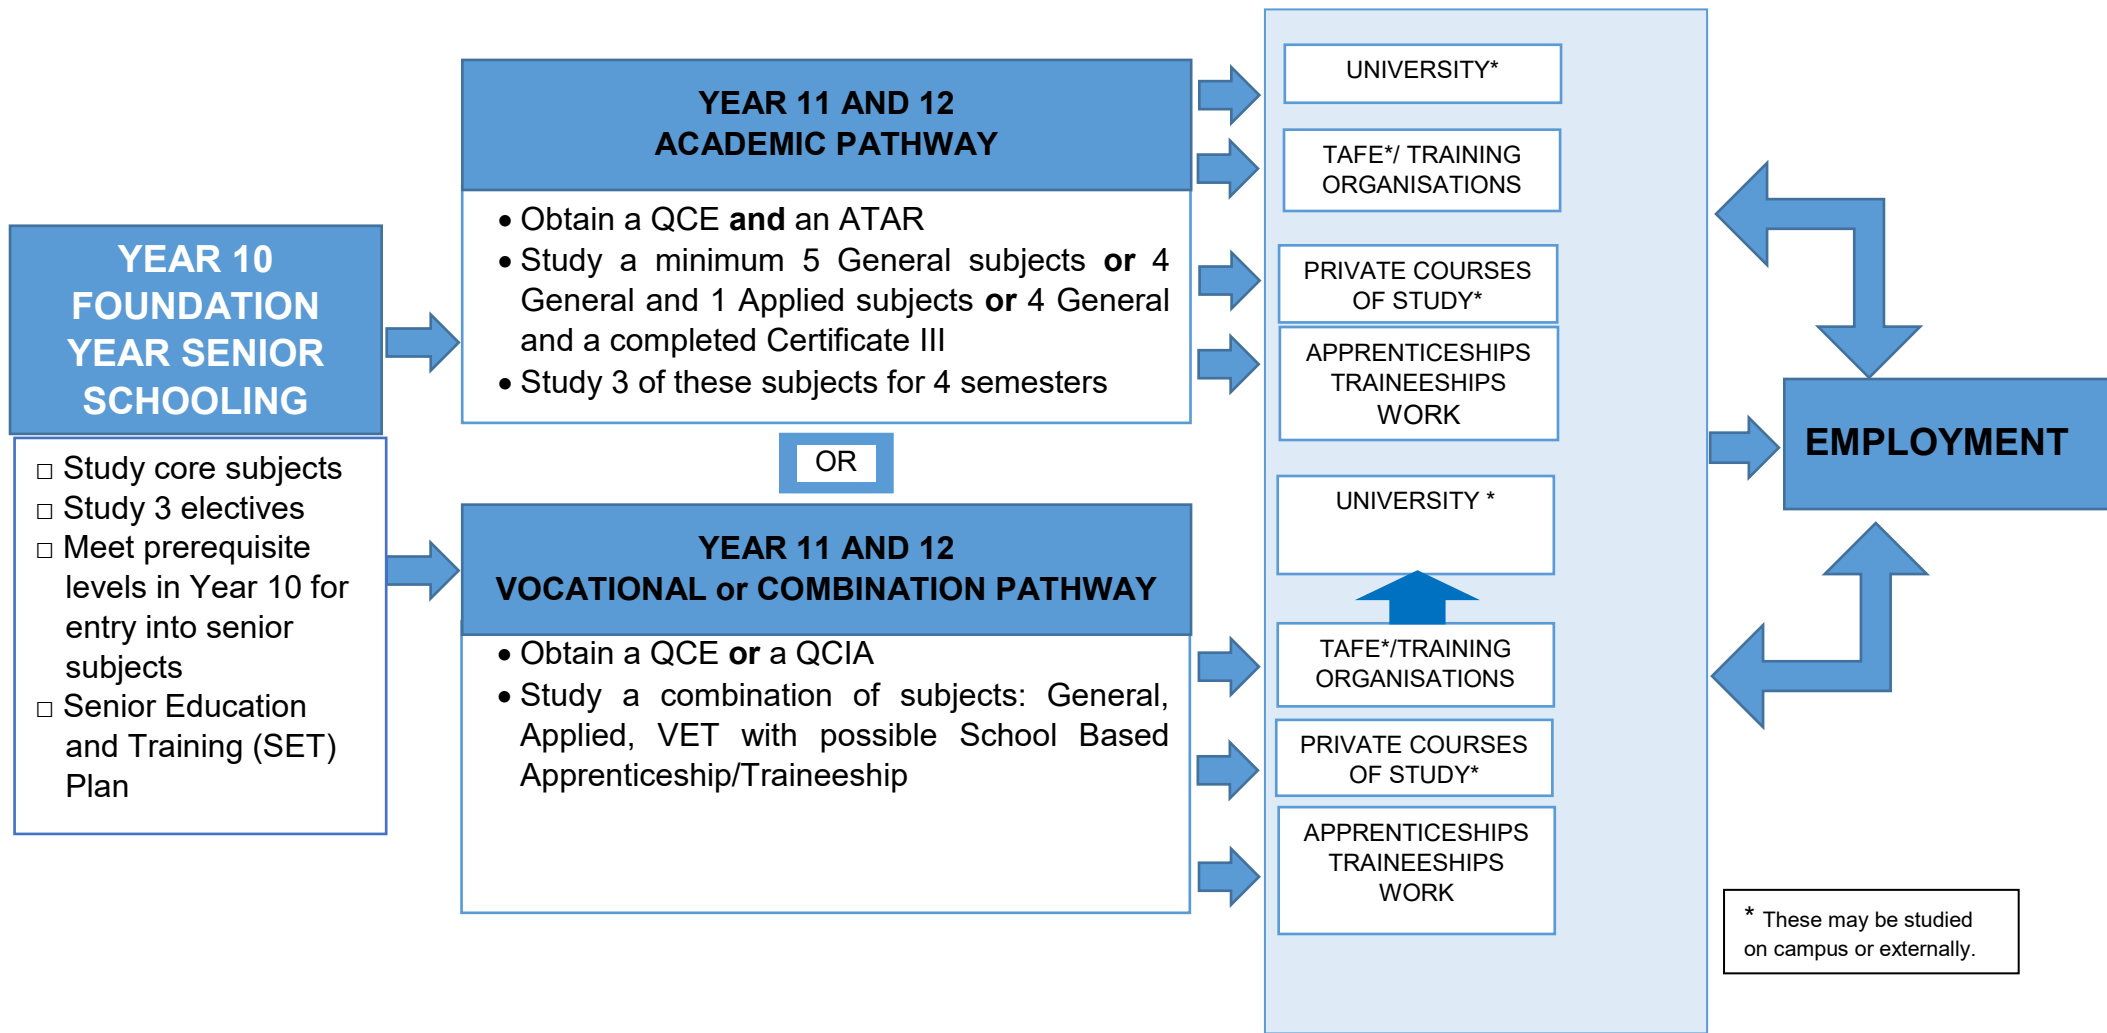 YEAR 10
FOUNDATION
YEAR SENIOR
SCHOOLING
□ Study core subjects
□ Study 3 electives
□ Meet prerequisite
levels in Year 10 for
entry into senior
subjects
□ Senior Education
and Training (SET)
Plan
YEAR 11 AND 12
ACADEMIC PATHWAY
• Obtain a QCE and an ATAR
• Study a minimum 5 General subjects or 4
General and 1 Applied subjects or 4 General
and a completed Certificate III
• Study 3 of these subjects for 4 semesters
OR
YEAR 11 AND 12
VOCATIONAL or COMBINATION PATHWAY
• Obtain a QCE or a QCIA
• Study a combination of subjects: General,
Applied, VET with possible School Based
Apprenticeship/Traineeship
UNIVERSITY*
TAFE*/ TRAINING
ORGANISATIONS
PRIVATE COURSES
OF STUDY*
APPRENTICESHIPS
TRAINEESHIPS
WORK
UNIVERSITY *
TAFE*/TRAINING
ORGANISATIONS
PRIVATE COURSES
OF STUDY*
APPRENTICESHIPS
TRAINEESHIPS
WORK
EMPLOYMENT
* These may be studied
on campus or externally.